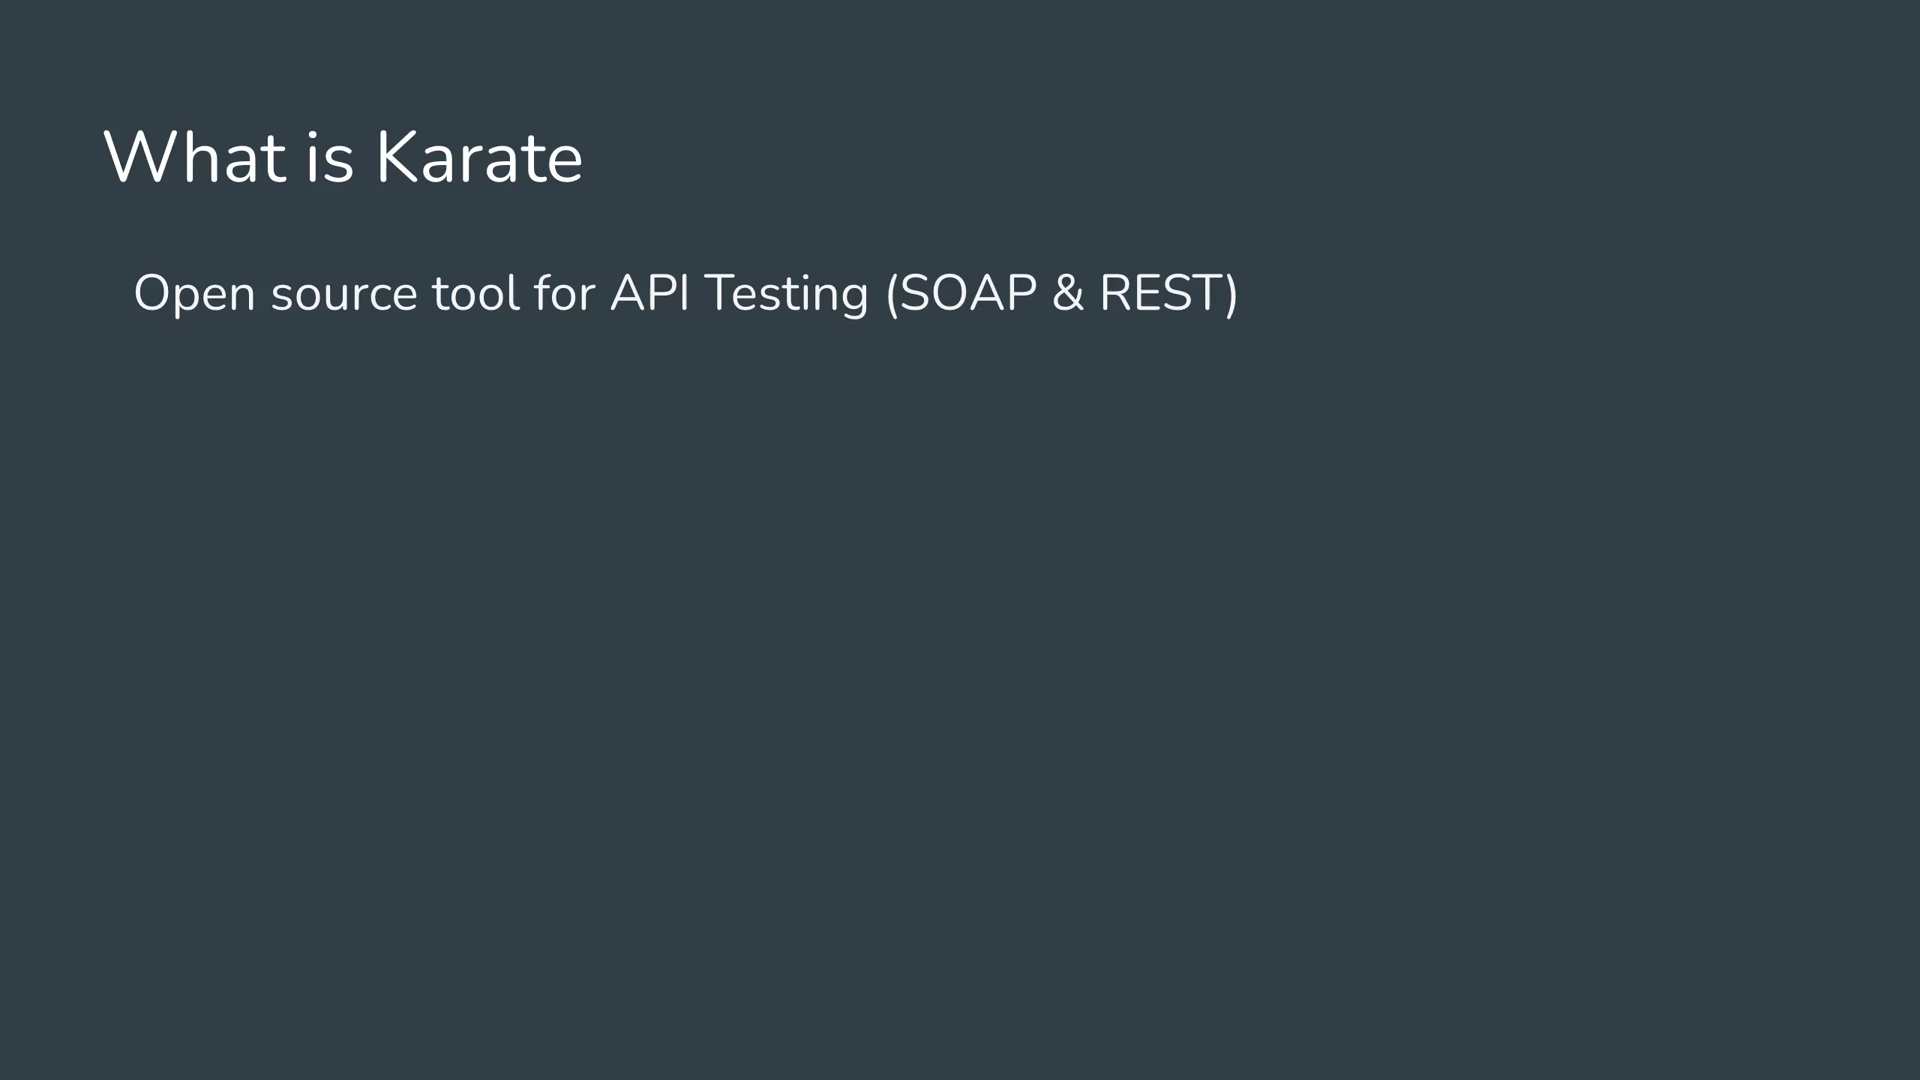 What is Karate
Open source tool for API Testing (SOAP & REST)